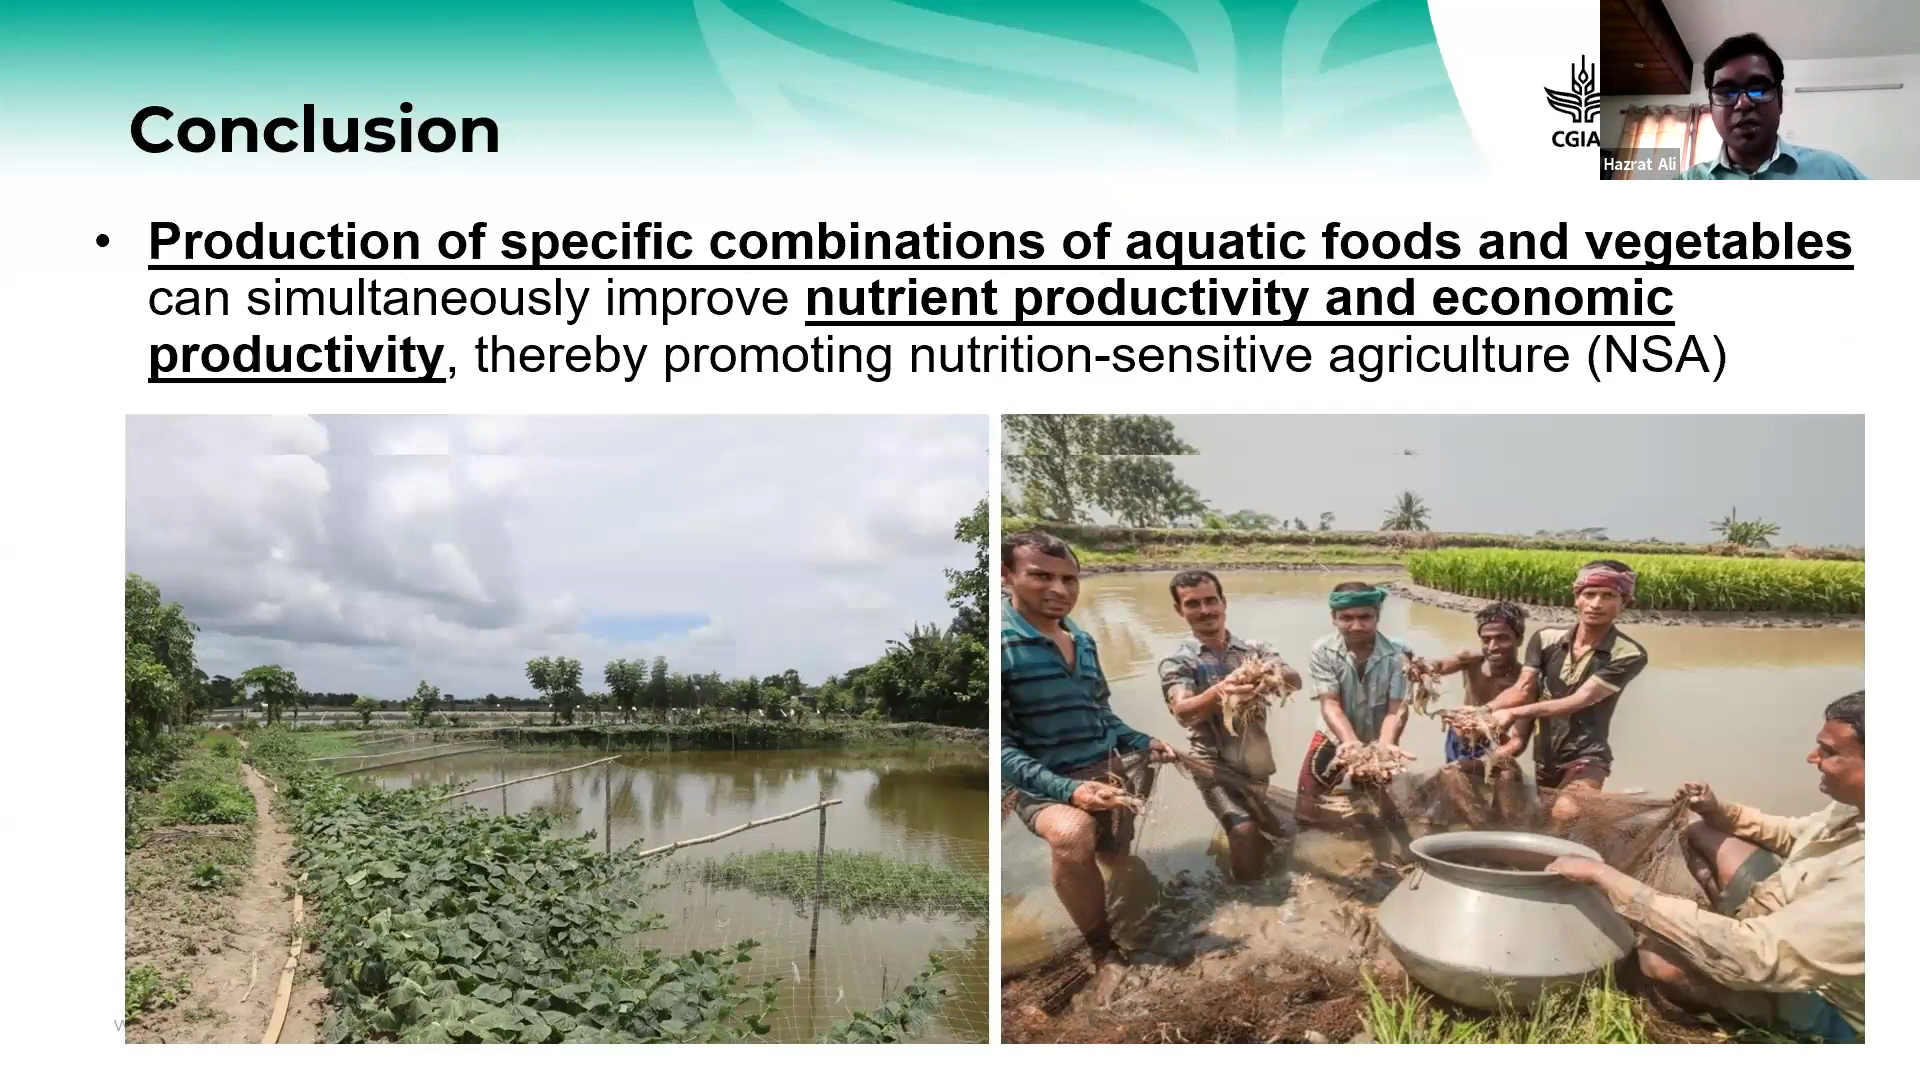 Conclusion
CGIA
Hazrat Ali
• Production of specific combinations of aquatic foods and vegetables
can simultaneously improve nutrient productivity and economic
productivity, thereby promoting nutrition-sensitive agriculture (NSA)